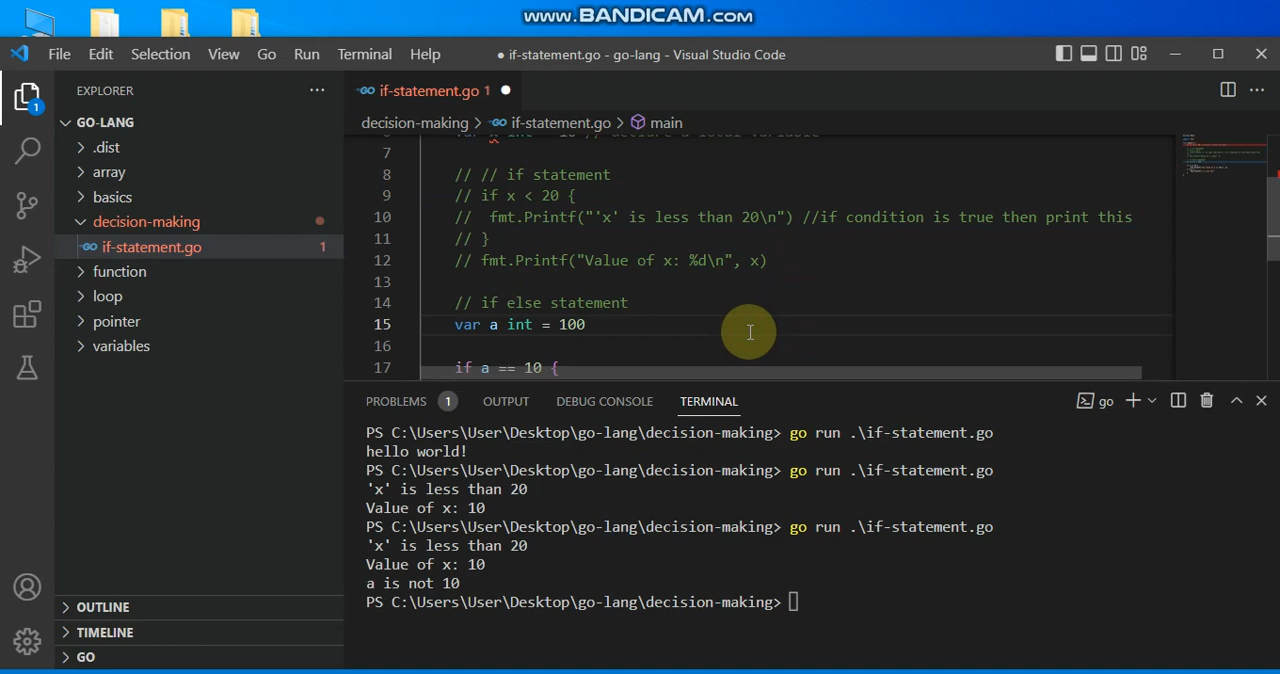 www.BANDICAM.com
File Edit Selection View Go Run Terminal Help ● if-statement.go - go-lang - Visual Studio Code
EXPLORER ···
if-statement.go 1 ●
GO-LANG
decision-making > if-statement.go > main
1
.dist
array
basics
decision-making
if-statement.go 1
function
loop
pointer
variables
OUTLINE
TIMELINE
GO
7
8 // // if statement
9 // if x < 20 {
10 //  fmt.Printf("'x' is less than 20\n") //if condition is true then print this
11 // }
12 // fmt.Printf("Value of x: %d\n", x)
13
14 // if else statement
15 var a int = 100
16
17 if a == 10 {
PROBLEMS 1 OUTPUT DEBUG CONSOLE TERMINAL go
PS C:\Users\User\Desktop\go-lang\decision-making> go run .\if-statement.go
hello world!
PS C:\Users\User\Desktop\go-lang\decision-making> go run .\if-statement.go
'x' is less than 20
Value of x: 10
PS C:\Users\User\Desktop\go-lang\decision-making> go run .\if-statement.go
'x' is less than 20
Value of x: 10
a is not 10
PS C:\Users\User\Desktop\go-lang\decision-making>